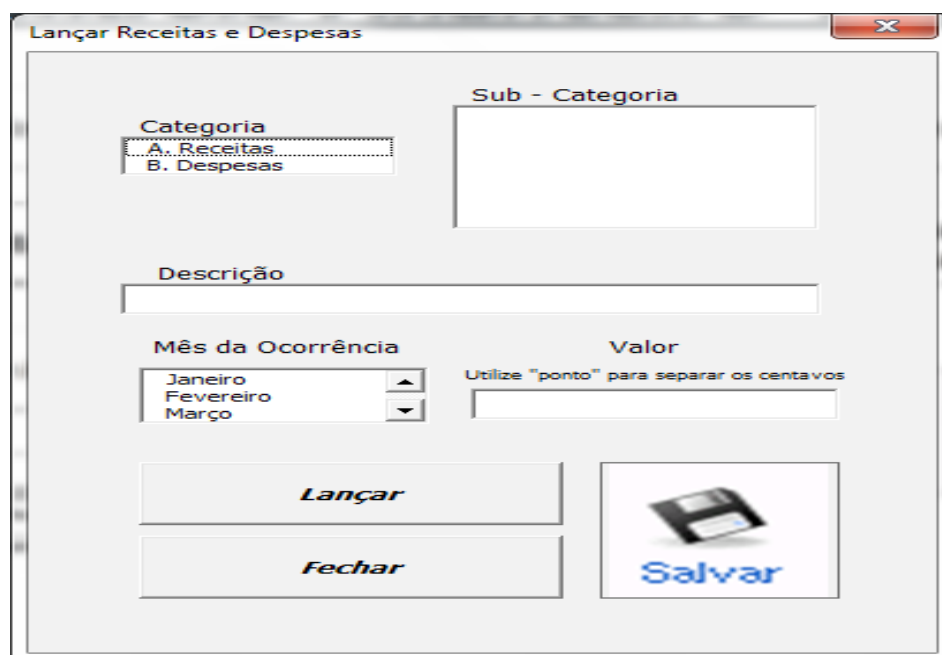 Lançar Receitas e Despesas
Sub - Categoria
Categoria
A. Receitas
B. Despesas
Descrição
Mês da Ocorrência
Valor
Utilize "ponto" para separar os centavos
Janeiro
Fevereiro
Março
Lançar
Fechar
Salvar